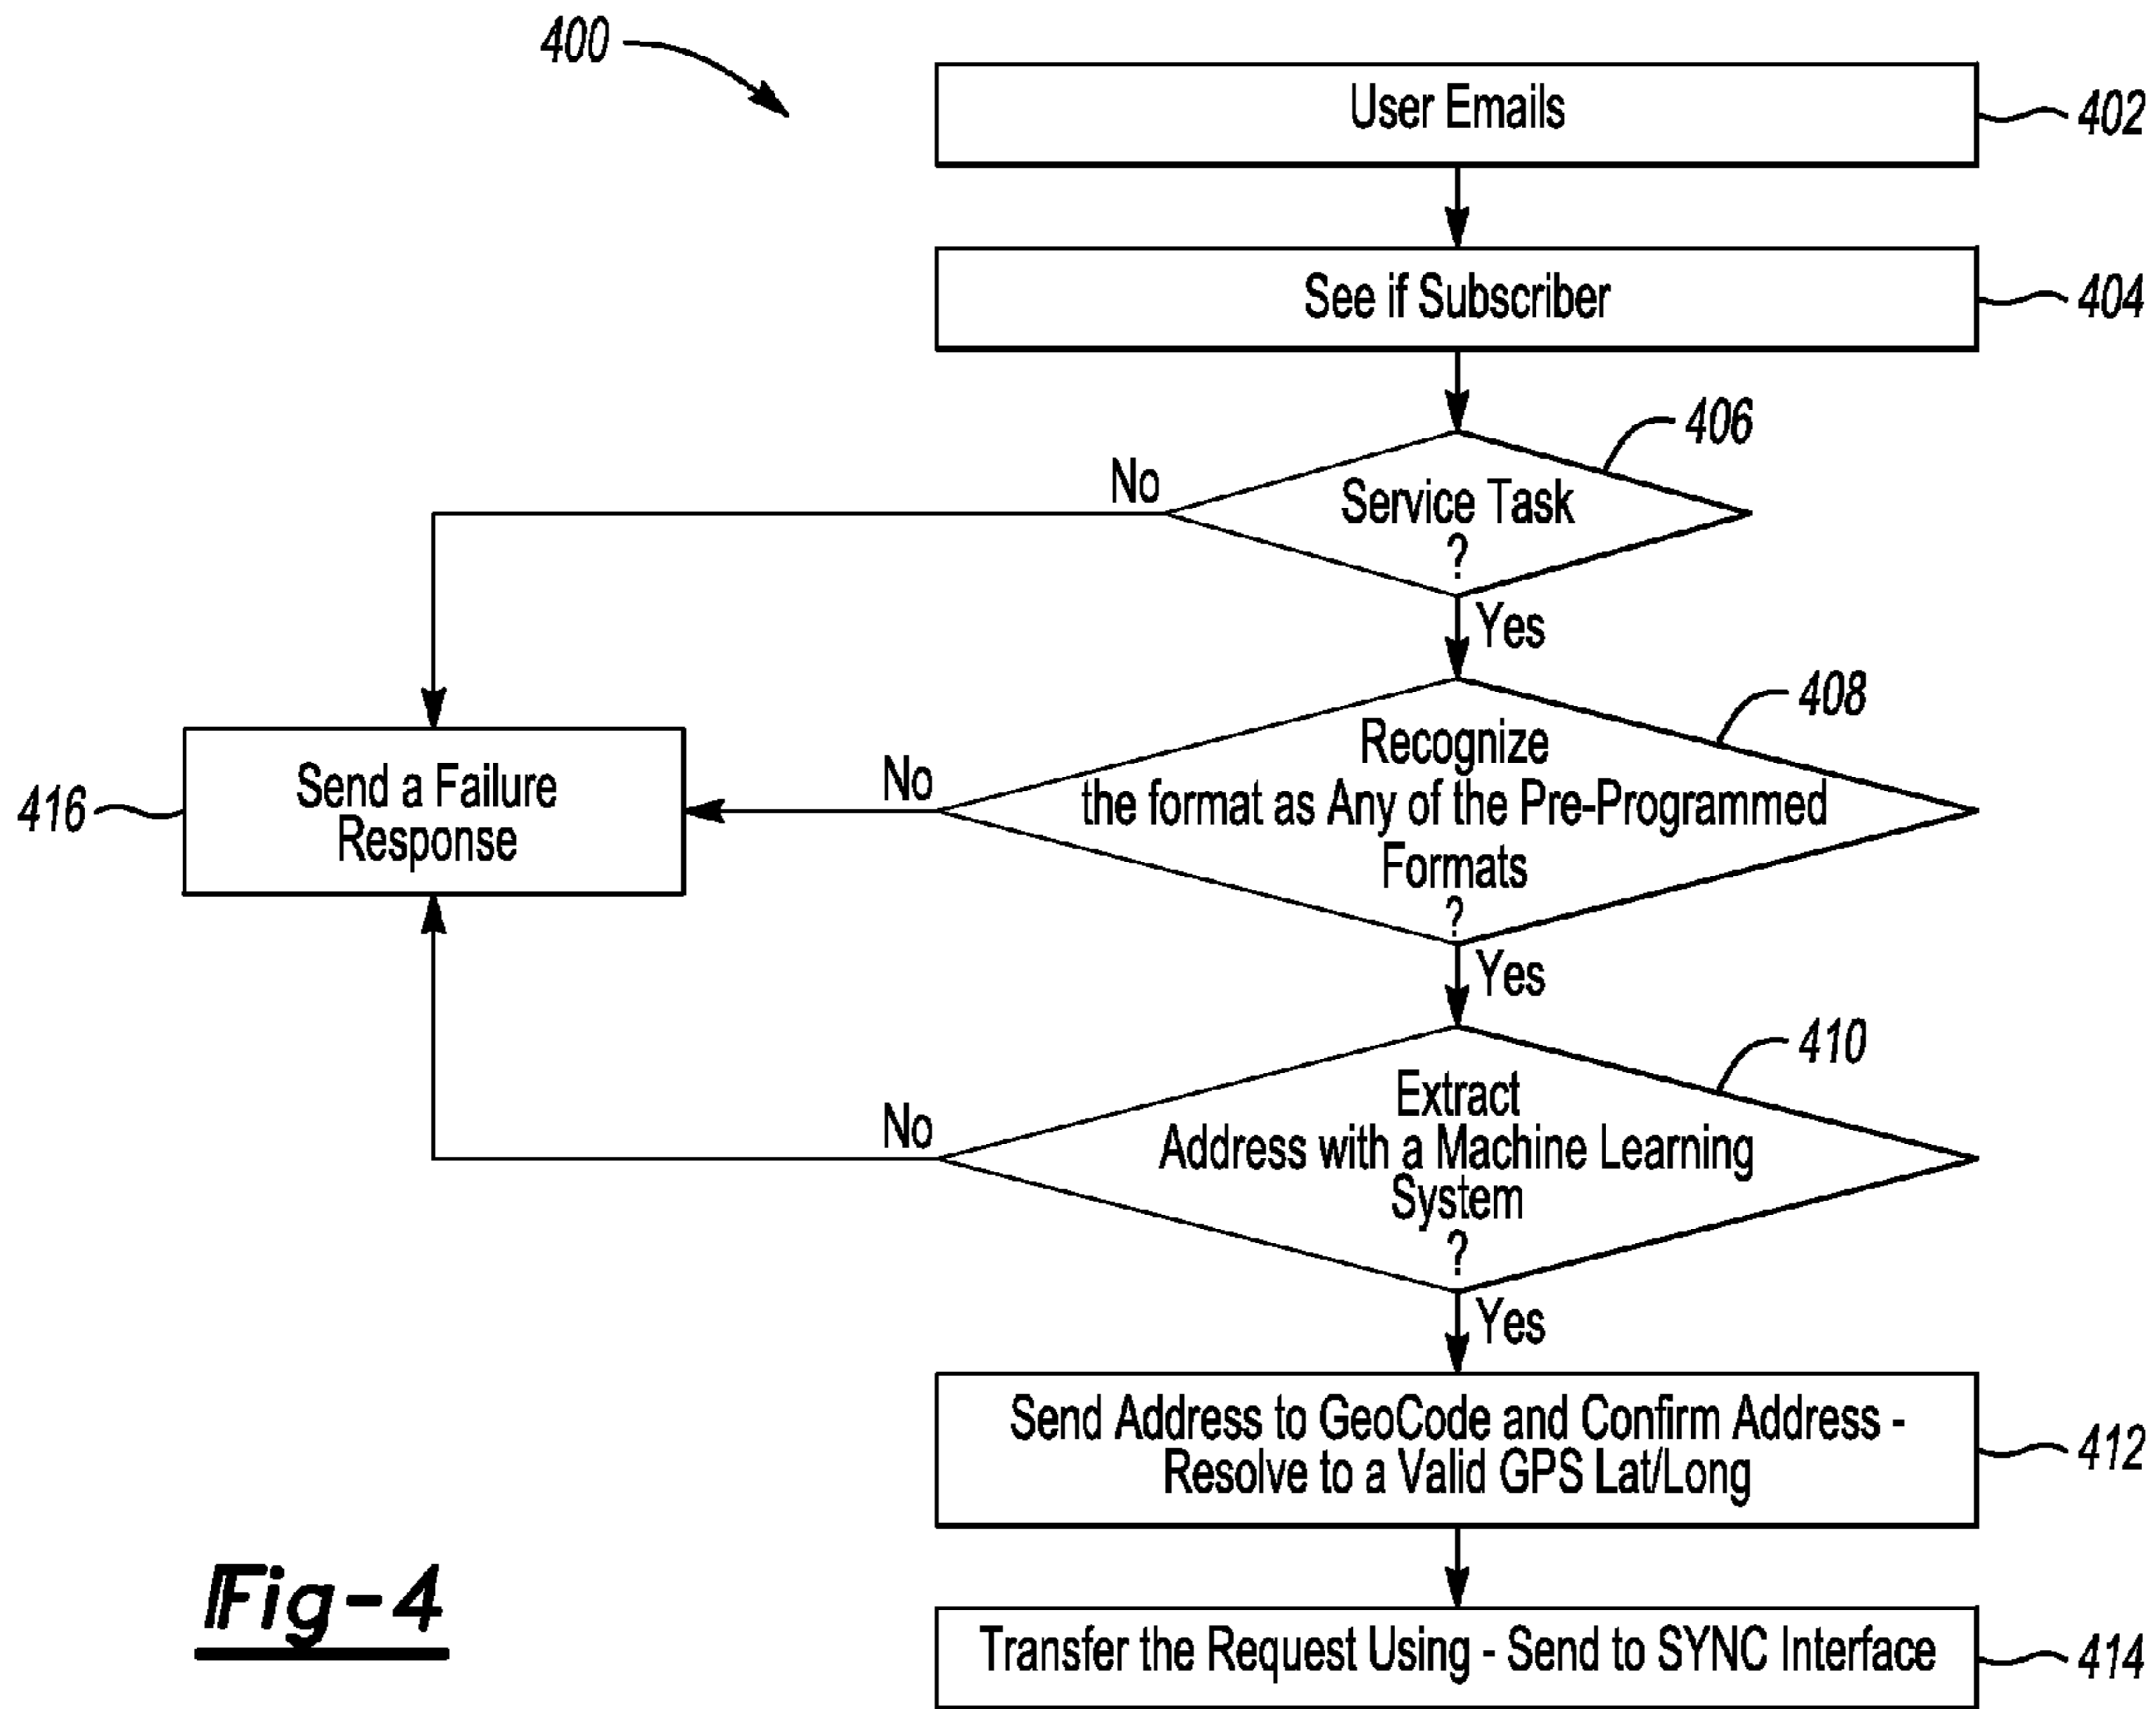 400
User Emails
402
See if Subscriber
404
406
No
Service Task
?
Yes
408
Recognize
the format as Any of the Pre-Programmed
Formats
?
No
Send a Failure
Response
416
Yes
410
Extract
Address with a Machine Learning
System
?
No
Yes
Send Address to GeoCode and Confirm Address -
Resolve to a Valid GPS Lat/Long
412
Transfer the Request Using - Send to SYNC Interface
414
Fig-4